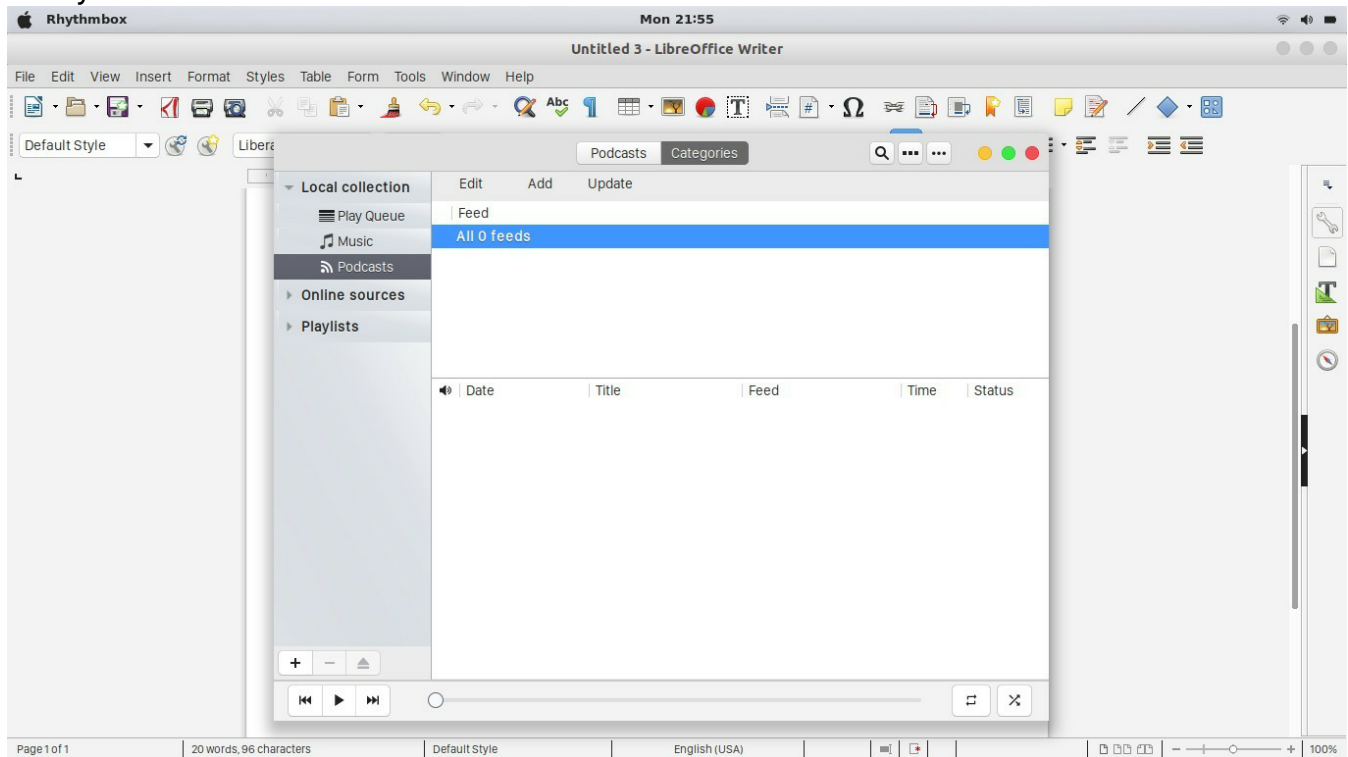 Rhythmbox Mon 21:55
Untitled 3 - LibreOffice Writer
File Edit View Insert Format Styles Table Form Tools Window Help
Default Style Libera
Podcasts Categories
Local collection Edit Add Update
Play Queue Feed
Music All 0 feeds
Podcasts
Online sources
Playlists
Date Title Feed Time Status
Page 1 of 1 20 words, 96 characters Default Style English (USA) 100%